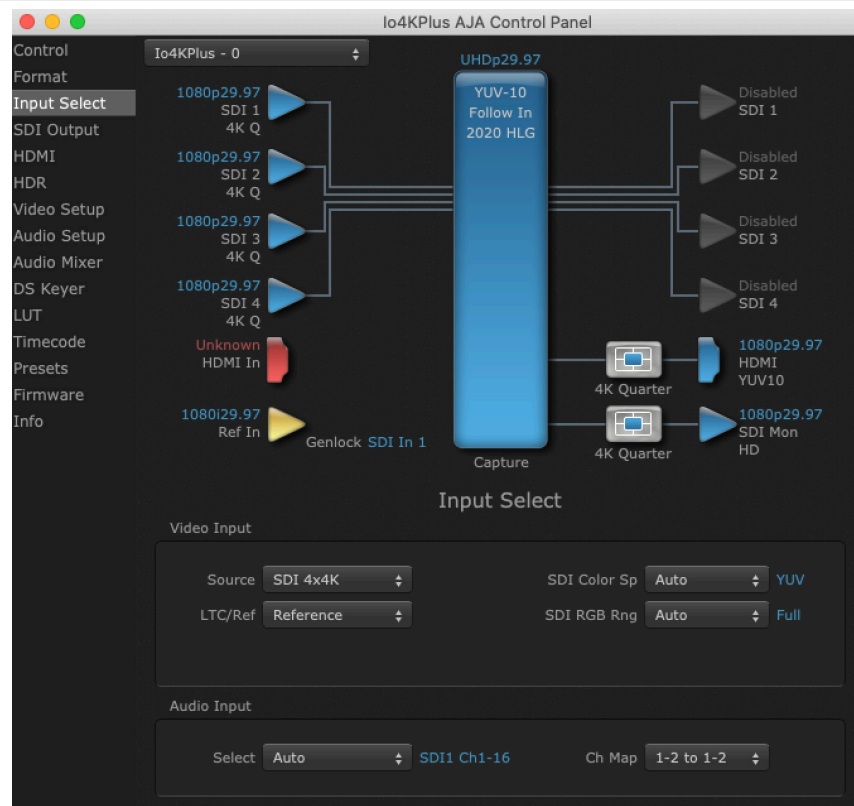 Io4KPlus AJA Control Panel
Control
Format
Input Select
SDI Output
HDMI
HDR
Video Setup
Audio Setup
Audio Mixer
DS Keyer
LUT
Timecode
Presets
Firmware
Info
Io4KPlus - 0
UHDp29.97
YUV-10
Follow In
2020 HLG
Capture
1080p29.97
SDI 1
4K Q
1080p29.97
SDI 2
4K Q
1080p29.97
SDI 3
4K Q
1080p29.97
SDI 4
4K Q
Unknown
HDMI In
1080i29.97
Ref In
Genlock SDI In 1
Disabled
SDI 1
Disabled
SDI 2
Disabled
SDI 3
Disabled
SDI 4
4K Quarter
1080p29.97
HDMI
YUV10
4K Quarter
1080p29.97
SDI Mon
HD
Input Select
Video Input
Source SDI 4x4K
SDI Color Sp Auto YUV
LTC/Ref Reference
SDI RGB Rng Auto Full
Audio Input
Select Auto SDI1 Ch1-16
Ch Map 1-2 to 1-2